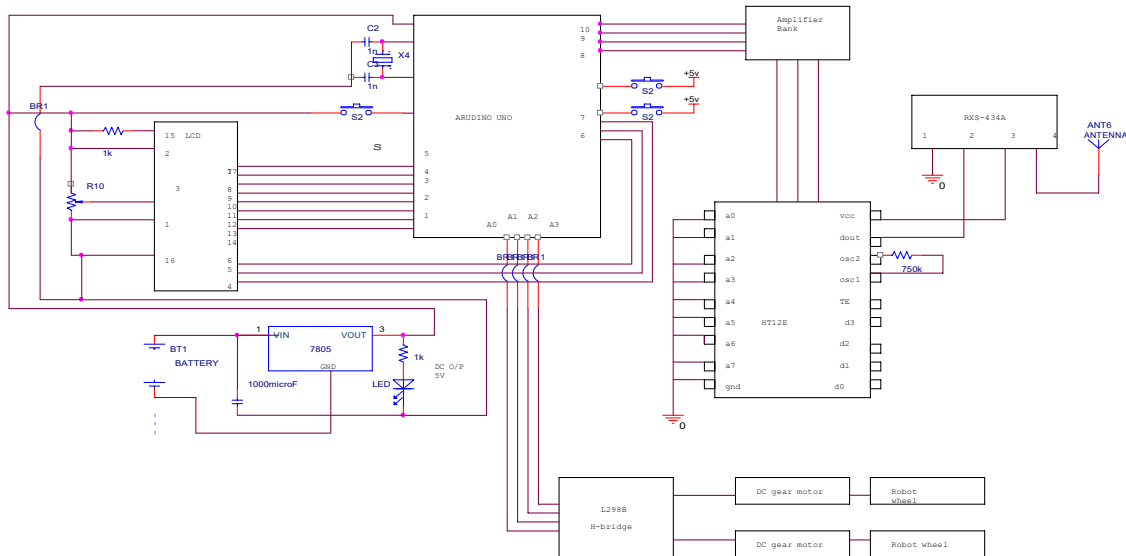 C2
1n
X4
C3
1n
BR1
S2
ARUDINO UNO
10
9
8
7
6
5
4
3
2
1
A0
A1
A2
A3
Amplifier
Bank
+5v
S2
+5v
S2
RXS-434A
1
2
3
4
ANT6
ANTENNA
0
15
LCD
2
3
1
16
1k
R10
S
7
8
9
10
11
12
13
14
6
5
4
BR1
a0
a1
a2
a3
a4
a5
a6
a7
gnd
HT12E
vcc
dout
osc2
osc1
TE
d3
d2
d1
d0
750k
0
BT1
BATTERY
1
VIN
VOUT
3
7805
GND
1000microF
1k
LED
DC O/P
5V
L298B
H-bridge
DC gear motor
Robot
wheel
DC gear motor
Robot wheel